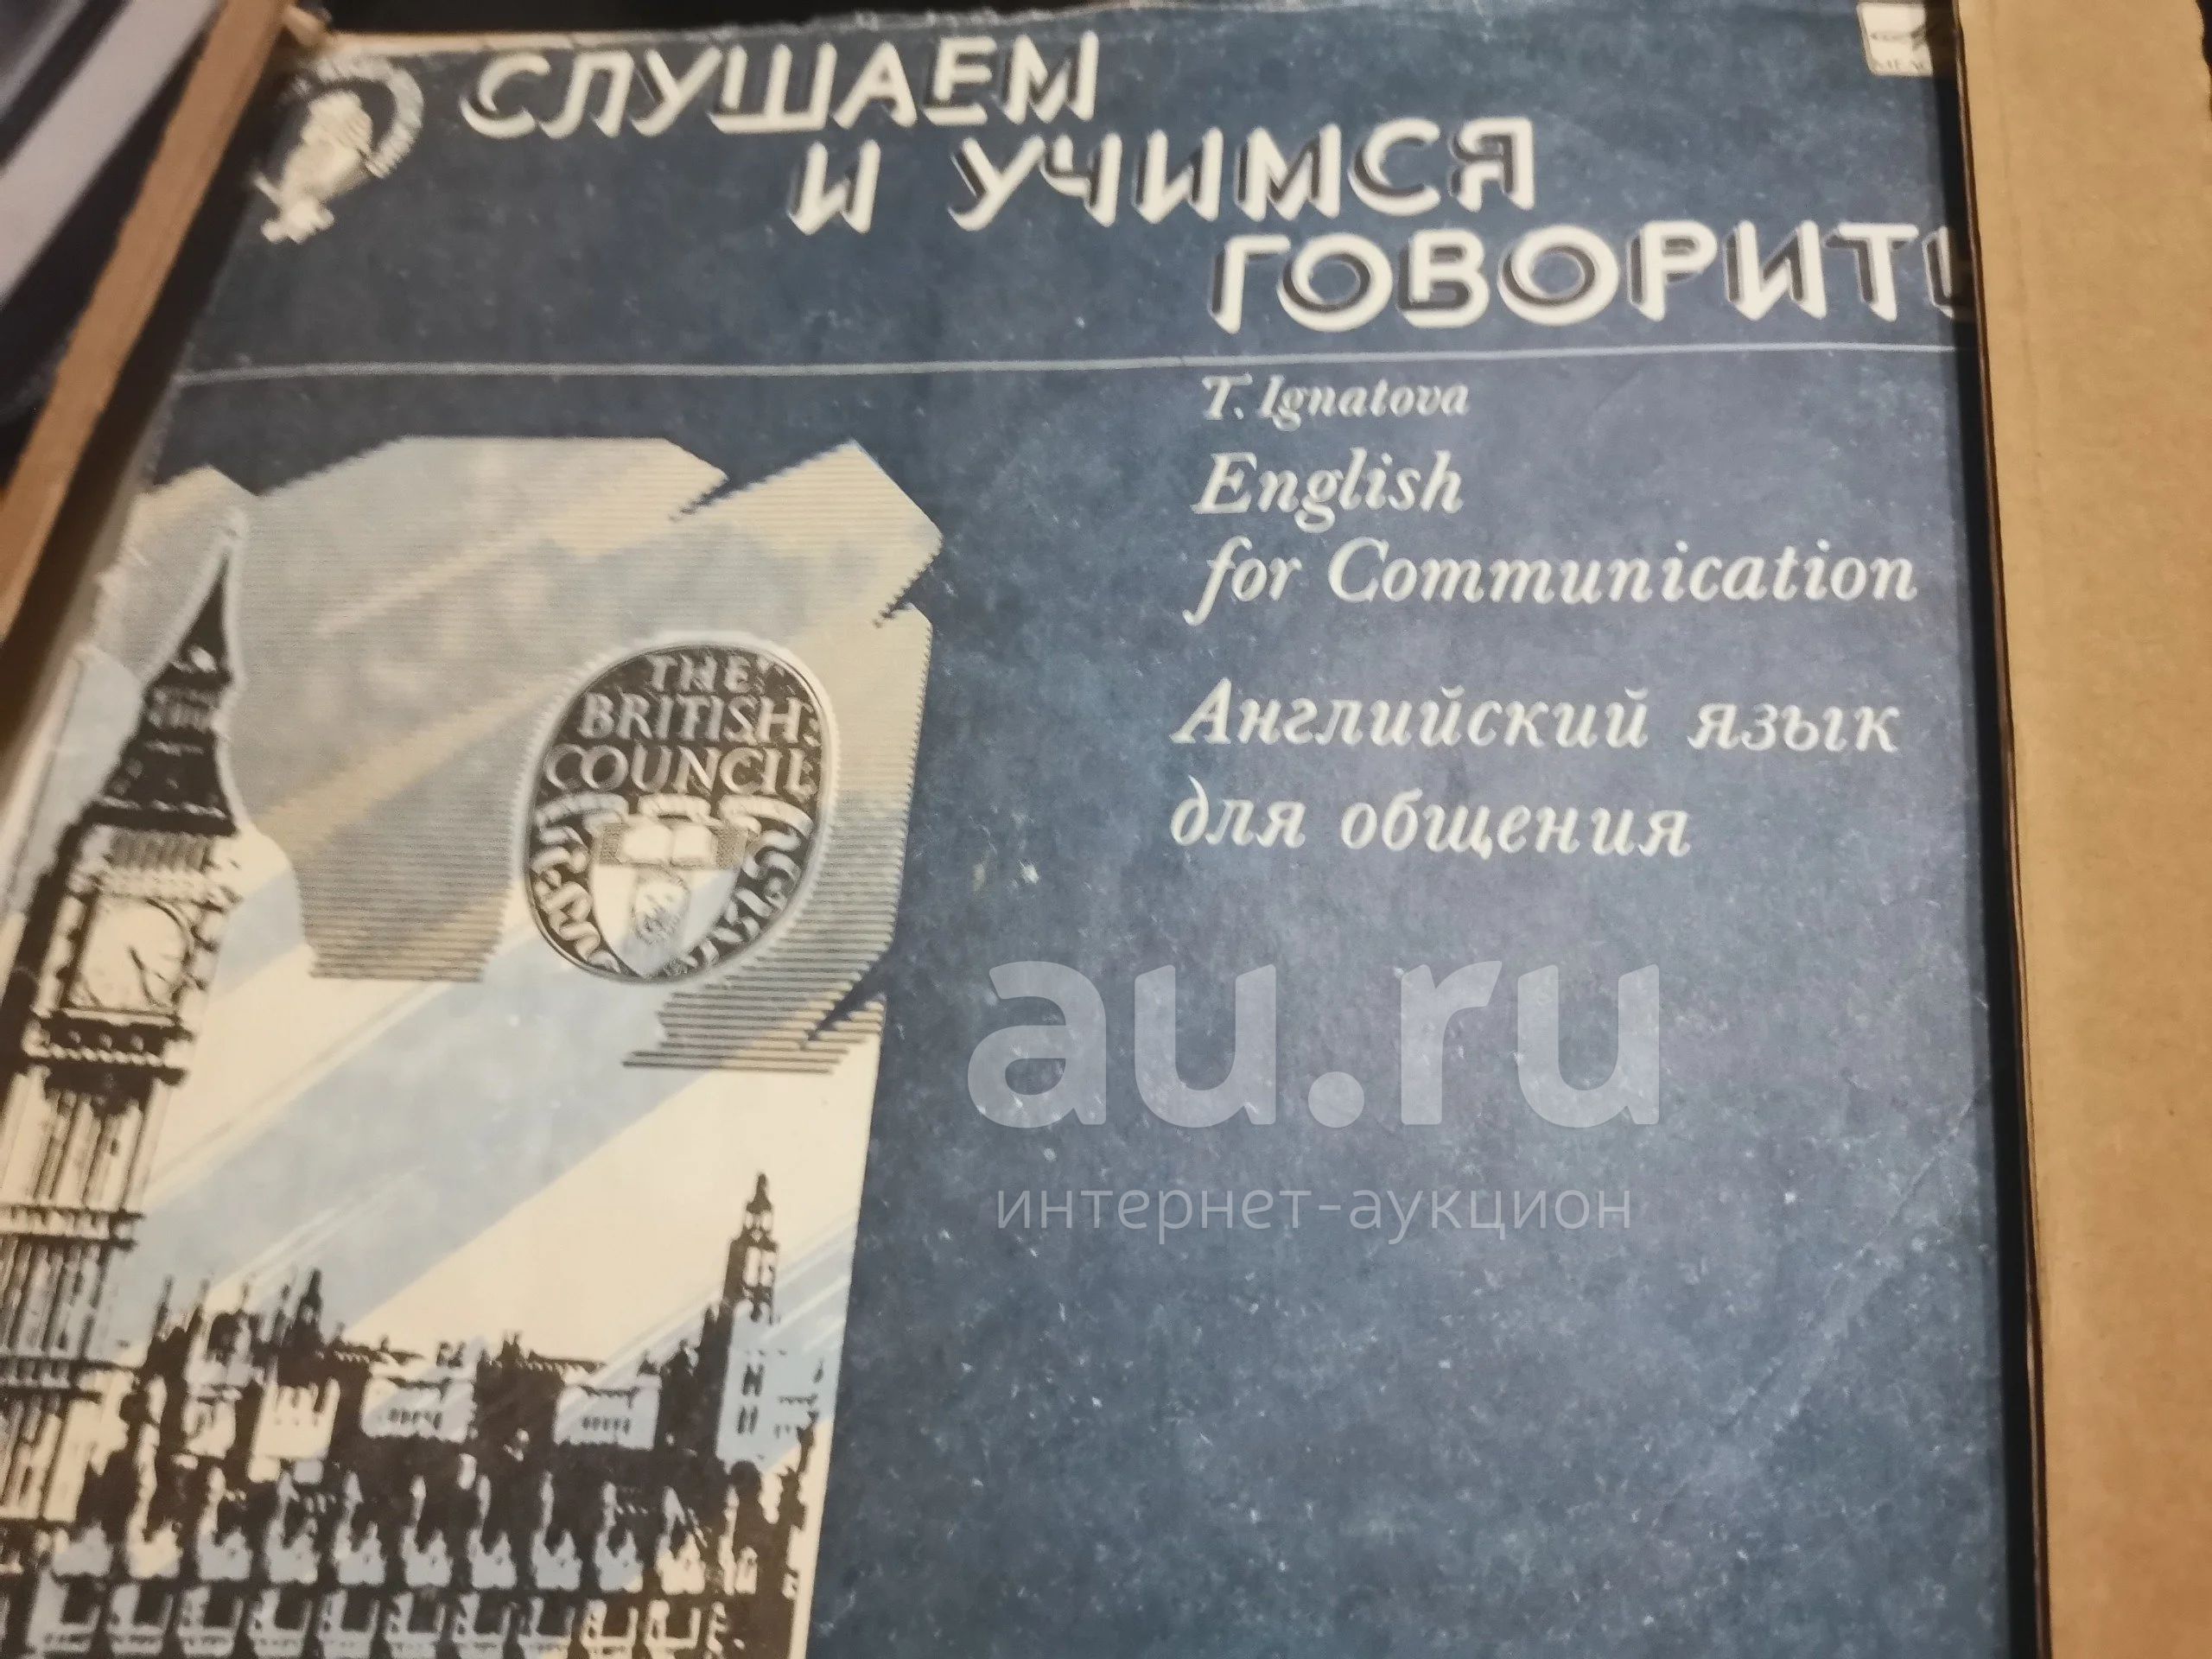 СЛУШАЕМ
И УЧИМСЯ
ГОВОРИТЬ
T. Ignatova
English
for Communication
Английский язык
для общения
THE
BRITISH
COUNCIL
au.ru
интернет-аукцион